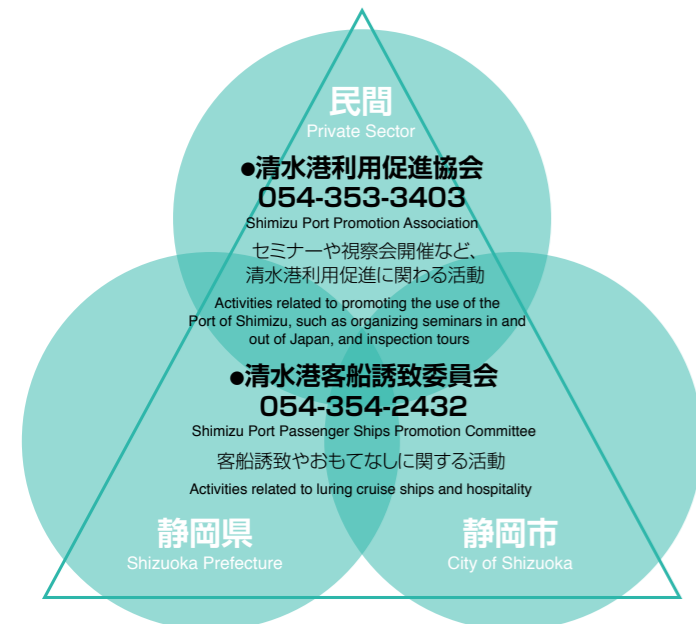 民間
Private Sector
●清水港利用促進協会
054-353-3403
Shimizu Port Promotion Association
セミナーや視察会開催など、
清水港利用促進に関わる活動
Activities related to promoting the use of the
Port of Shimizu, such as organizing seminars in and
out of Japan, and inspection tours
●清水港客船誘致委員会
054-354-2432
Shimizu Port Passenger Ships Promotion Committee
客船誘致やおもてなしに関する活動
Activities related to luring cruise ships and hospitality
静岡県
Shizuoka Prefecture
静岡市
City of Shizuoka